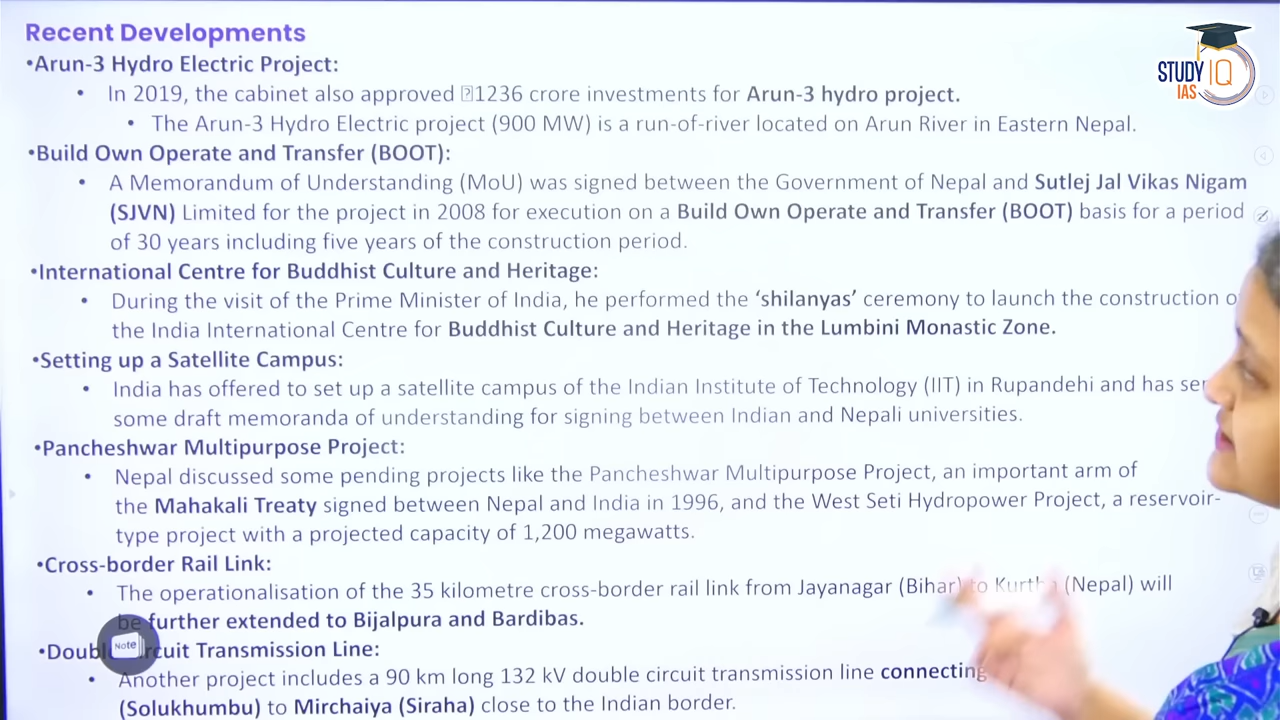 Recent Developments
•Arun-3 Hydro Electric Project:
• In 2019, the cabinet also approved 1236 crore investments for Arun-3 hydro project.
• The Arun-3 Hydro Electric project (900 MW) is a run-of-river located on Arun River in Eastern Nepal.
•Build Own Operate and Transfer (BOOT):
• A Memorandum of Understanding (MoU) was signed between the Government of Nepal and Sutlej Jal Vikas Nigam
(SJVN) Limited for the project in 2008 for execution on a Build Own Operate and Transfer (BOOT) basis for a period
of 30 years including five years of the construction period.
•International Centre for Buddhist Culture and Heritage:
• During the visit of the Prime Minister of India, he performed the ‘shilanyas’ ceremony to launch the construction
the India International Centre for Buddhist Culture and Heritage in the Lumbini Monastic Zone.
•Setting up a Satellite Campus:
• India has offered to set up a satellite campus of the Indian Institute of Technology (IIT) in Rupandehi and has
some draft memoranda of understanding for signing between Indian and Nepali universities.
•Pancheshwar Multipurpose Project:
• Nepal discussed some pending projects like the Pancheshwar Multipurpose Project, an important arm of
the Mahakali Treaty signed between Nepal and India in 1996, and the West Seti Hydropower Project, a reservoir-
type project with a projected capacity of 1,200 megawatts.
•Cross-border Rail Link:
• The operationalisation of the 35 kilometre cross-border rail link from Jayanagar (Bihar) to Kurtha (Nepal) will
be further extended to Bijalpura and Bardibas.
Transmission Line:
• Another project includes a 90 km long 132 kV double circuit transmission line connecting
(Solukhumbu) to Mirchaiya (Siraha) close to the Indian border.
STUDY IQ
IAS
Note